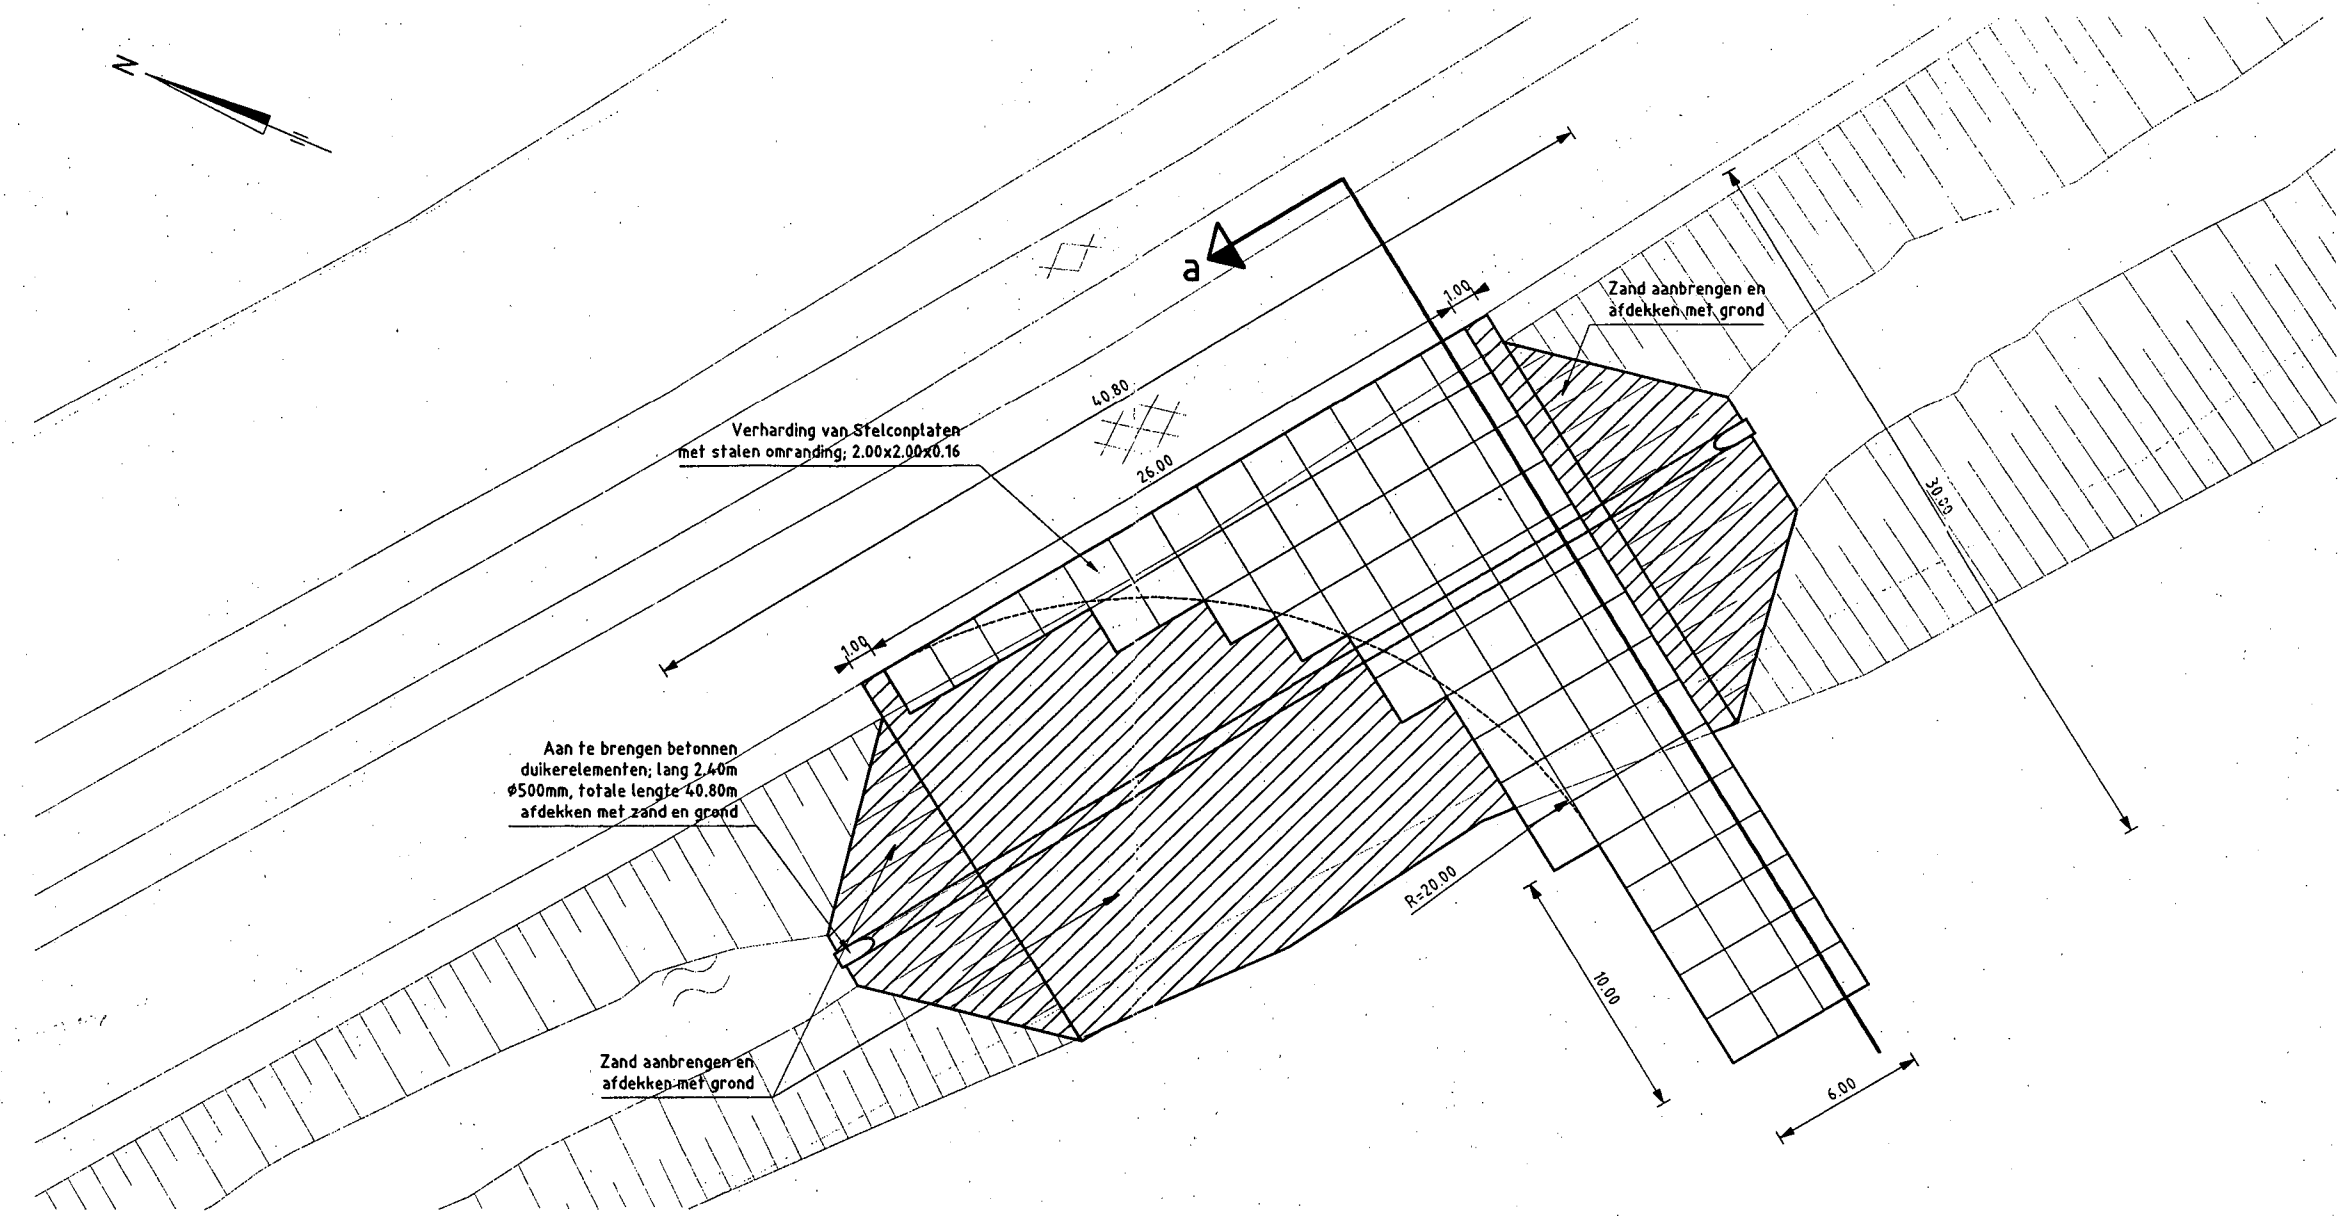 N
a
1.00
Zand aanbrengen en
afdekken met grond
40.80
Verharding van Stelconplaten
met stalen omranding; 2.00x2.00x0.16
26.00
30.00
1.00
Aan te brengen betonnen
duikerelementen; lang 2.40m
ø500mm, totale lengte 40.80m
afdekken met zand en grond
R=20.00
10.00
Zand aanbrengen en
afdekken met grond
6.00